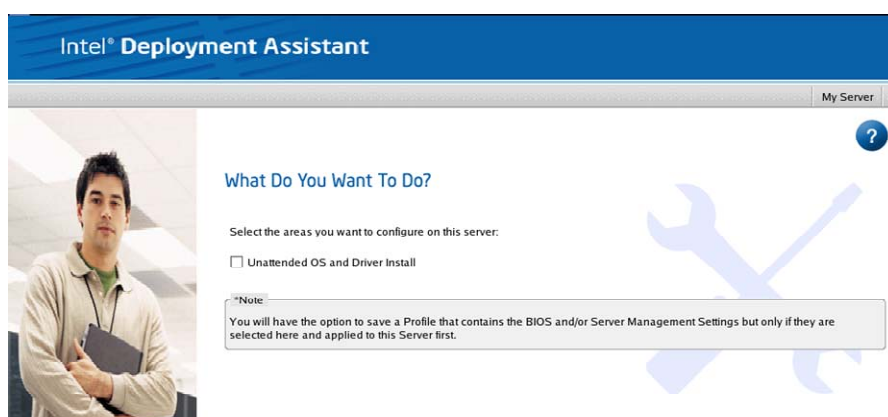 Intel® Deployment Assistant
My Server
?
What Do You Want To Do?
Select the areas you want to configure on this server:
Unattended OS and Driver Install
*Note
You will have the option to save a Profile that contains the BIOS and/or Server Management Settings but only if they are
selected here and applied to this Server first.